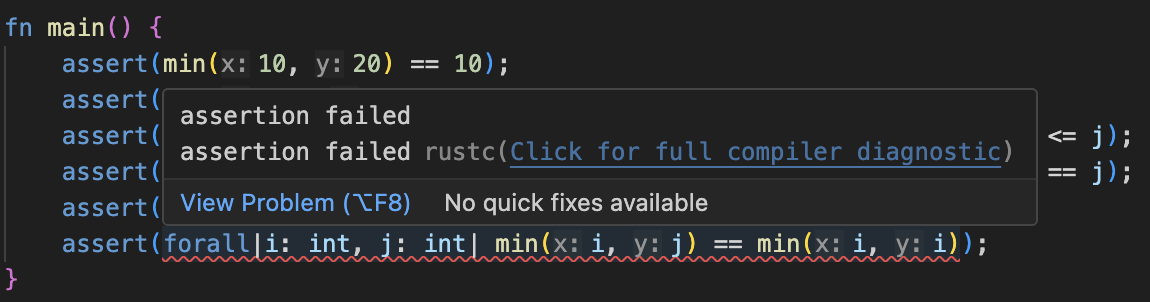 fn main() {
assert(min(x: 10, y: 20) == 10);
assert(
assertion failed
assert( <= j);
assertion failed rustc(Click for full compiler diagnostic)
assert( == j);
View Problem (⌥F8) No quick fixes available
assert(
assert(forall|i: int, j: int| min(x: i, y: j) == min(x: i, y: i));
}